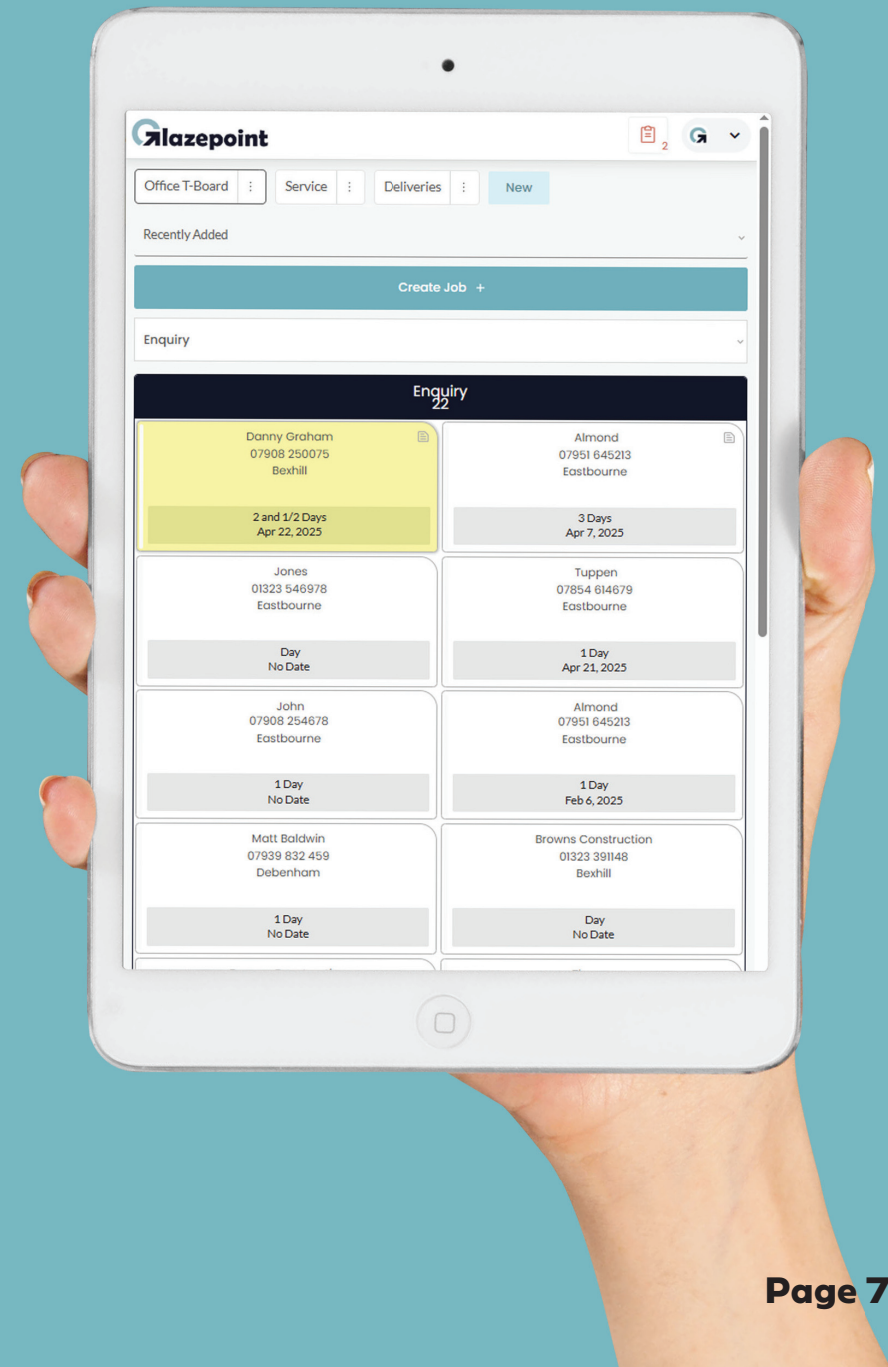 Glazepoint
2
Office T-Board
Service
Deliveries
New
Recently Added
Create Job +
Enquiry
Enquiry
22
Danny Graham
07908 250075
Bexhill
2 and 1/2 Days
Apr 22, 2025
Almond
07951 645213
Eastbourne
3 Days
Apr 7, 2025
Jones
01323 546978
Eastbourne
Day
No Date
Tuppen
07854 614679
Eastbourne
1 Day
Apr 21, 2025
John
07908 254678
Eastbourne
1 Day
No Date
Almond
07951 645213
Eastbourne
1 Day
Feb 6, 2025
Matt Baldwin
07939 832 459
Debenham
1 Day
No Date
Browns Construction
01323 391148
Bexhill
Day
No Date
Page 7